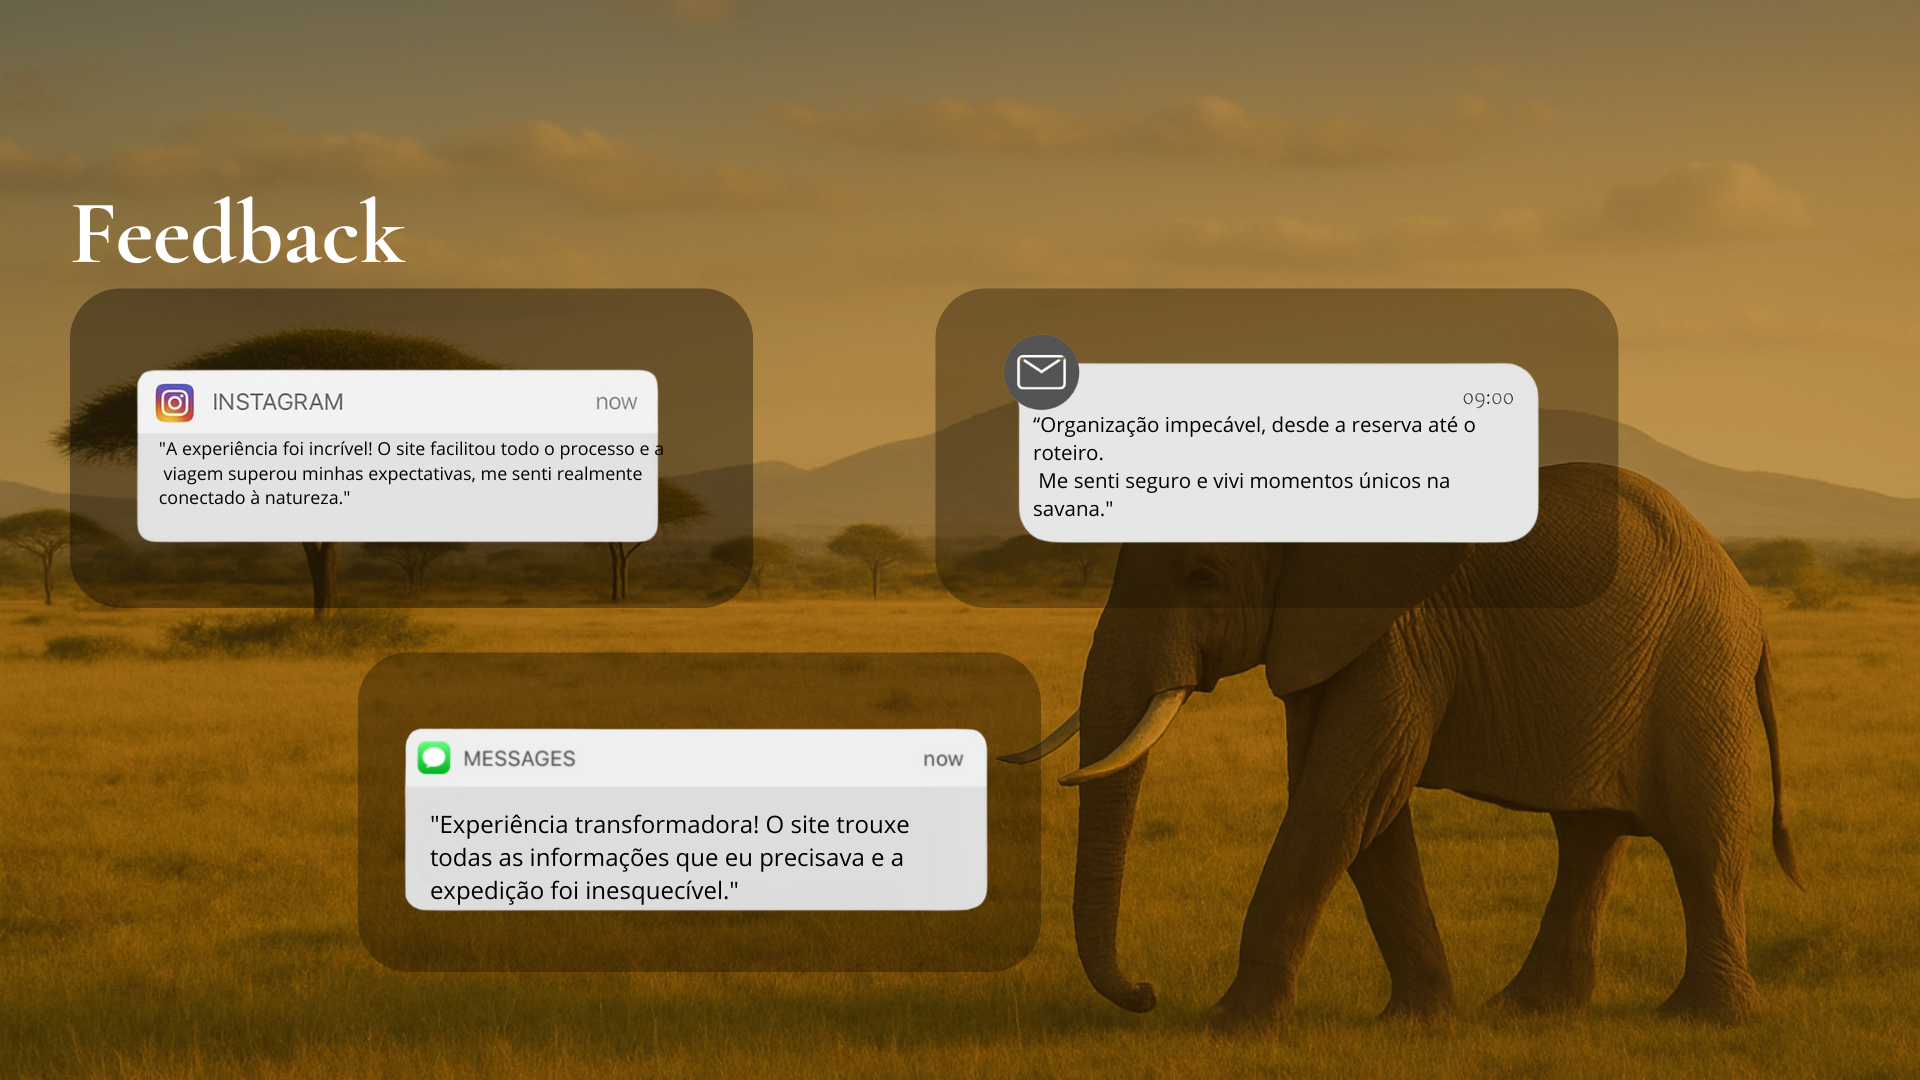 Feedback
INSTAGRAM now
"A experiência foi incrível! O site facilitou todo o processo e a
viagem superou minhas expectativas, me senti realmente
conectado à natureza."
09:00
“Organização impecável, desde a reserva até o
roteiro.
Me senti seguro e vivi momentos únicos na
savana."
MESSAGES now
"Experiência transformadora! O site trouxe
todas as informações que eu precisava e a
expedição foi inesquecível."